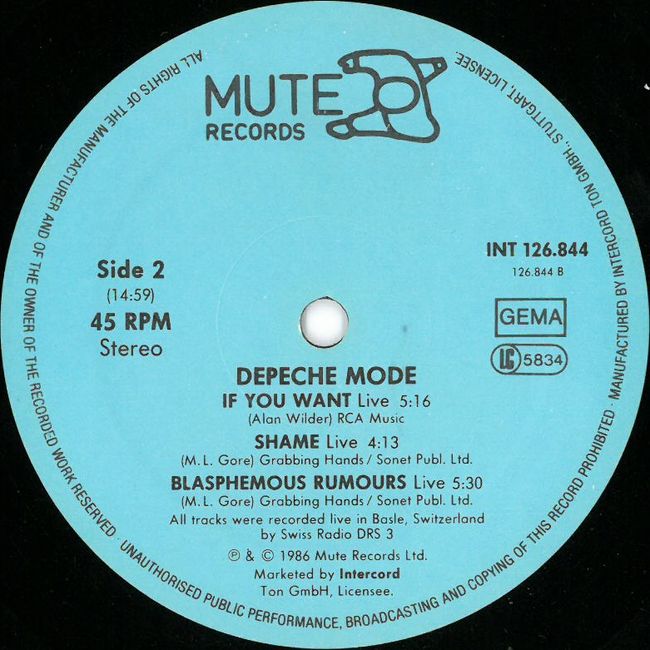 MUTE
RECORDS
Side 2
(14:59)
45 RPM
Stereo
INT 126.844
126.844 B
GEMA
LC 5834
DEPECHE MODE
IF YOU WANT Live 5:16
(Alan Wilder) RCA Music
SHAME Live 4:13
(M. L. Gore) Grabbing Hands / Sonet Publ. Ltd.
BLASPHEMOUS RUMOURS Live 5:30
(M. L. Gore) Grabbing Hands / Sonet Publ. Ltd.
All tracks were recorded live in Basle, Switzerland
by Swiss Radio DRS 3
℗ & © 1986 Mute Records Ltd.
Marketed by Intercord
Ton GmbH, Licensee.
ALL RIGHTS OF THE MANUFACTURER AND OF THE OWNER OF THE RECORDED WORK RESERVED · UNAUTHORISED PUBLIC PERFORMANCE, BROADCASTING AND COPYING OF THIS RECORD PROHIBITED · MANUFACTURED BY INTERCORD TON GMBH, STUTTGART, LICENSEE.